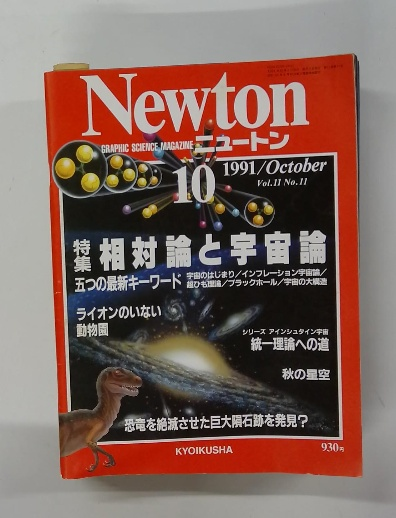 Newton
GRAPHIC SCIENCE MAGAZINE ニュートン
10
1991/October
Vol.11 No.11
特集 相対論と宇宙論
五つの最新キーワード
宇宙のはじまり/インフレーション宇宙論/
超ひも理論/ブラックホール/宇宙の大構造
ライオンのいない
動物園
シリーズ アインシュタイン宇宙
統一理論への道
秋の星空
恐竜を絶滅させた巨大隕石跡を発見?
KYOIKUSHA
930円